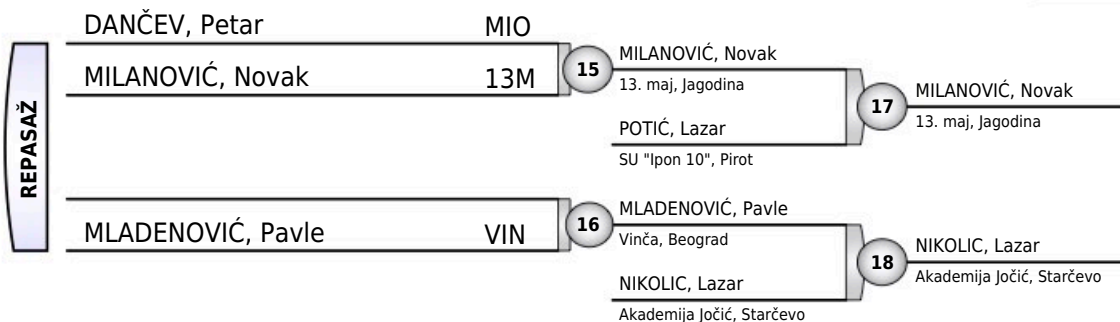 DANČEV, Petar MIO
MILANOVIĆ, Novak 13M
REPASAŽ
15
MILANOVIĆ, Novak
13. maj, Jagodina
POTIĆ, Lazar
SU "Ipon 10", Pirot
17
MILANOVIĆ, Novak
13. maj, Jagodina
MLADENOVIĆ, Pavle VIN
16
MLADENOVIĆ, Pavle
Vinča, Beograd
NIKOLIC, Lazar
Akademija Jočić, Starčevo
18
NIKOLIC, Lazar
Akademija Jočić, Starčevo